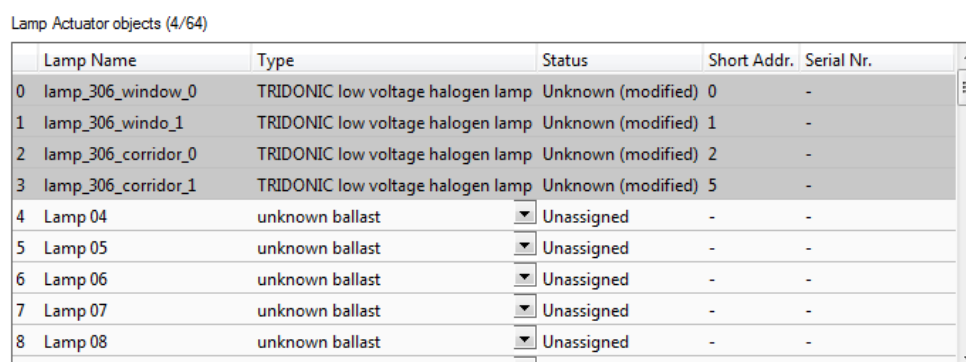 Lamp Actuator objects (4/64)
Lamp Name Type Status Short Addr. Serial Nr.
0 lamp_306_window_0 TRIDONIC low voltage halogen lamp Unknown (modified) 0 -
1 lamp_306_windo_1 TRIDONIC low voltage halogen lamp Unknown (modified) 1 -
2 lamp_306_corridor_0 TRIDONIC low voltage halogen lamp Unknown (modified) 2 -
3 lamp_306_corridor_1 TRIDONIC low voltage halogen lamp Unknown (modified) 5 -
4 Lamp 04 unknown ballast Unassigned - -
5 Lamp 05 unknown ballast Unassigned - -
6 Lamp 06 unknown ballast Unassigned - -
7 Lamp 07 unknown ballast Unassigned - -
8 Lamp 08 unknown ballast Unassigned - -